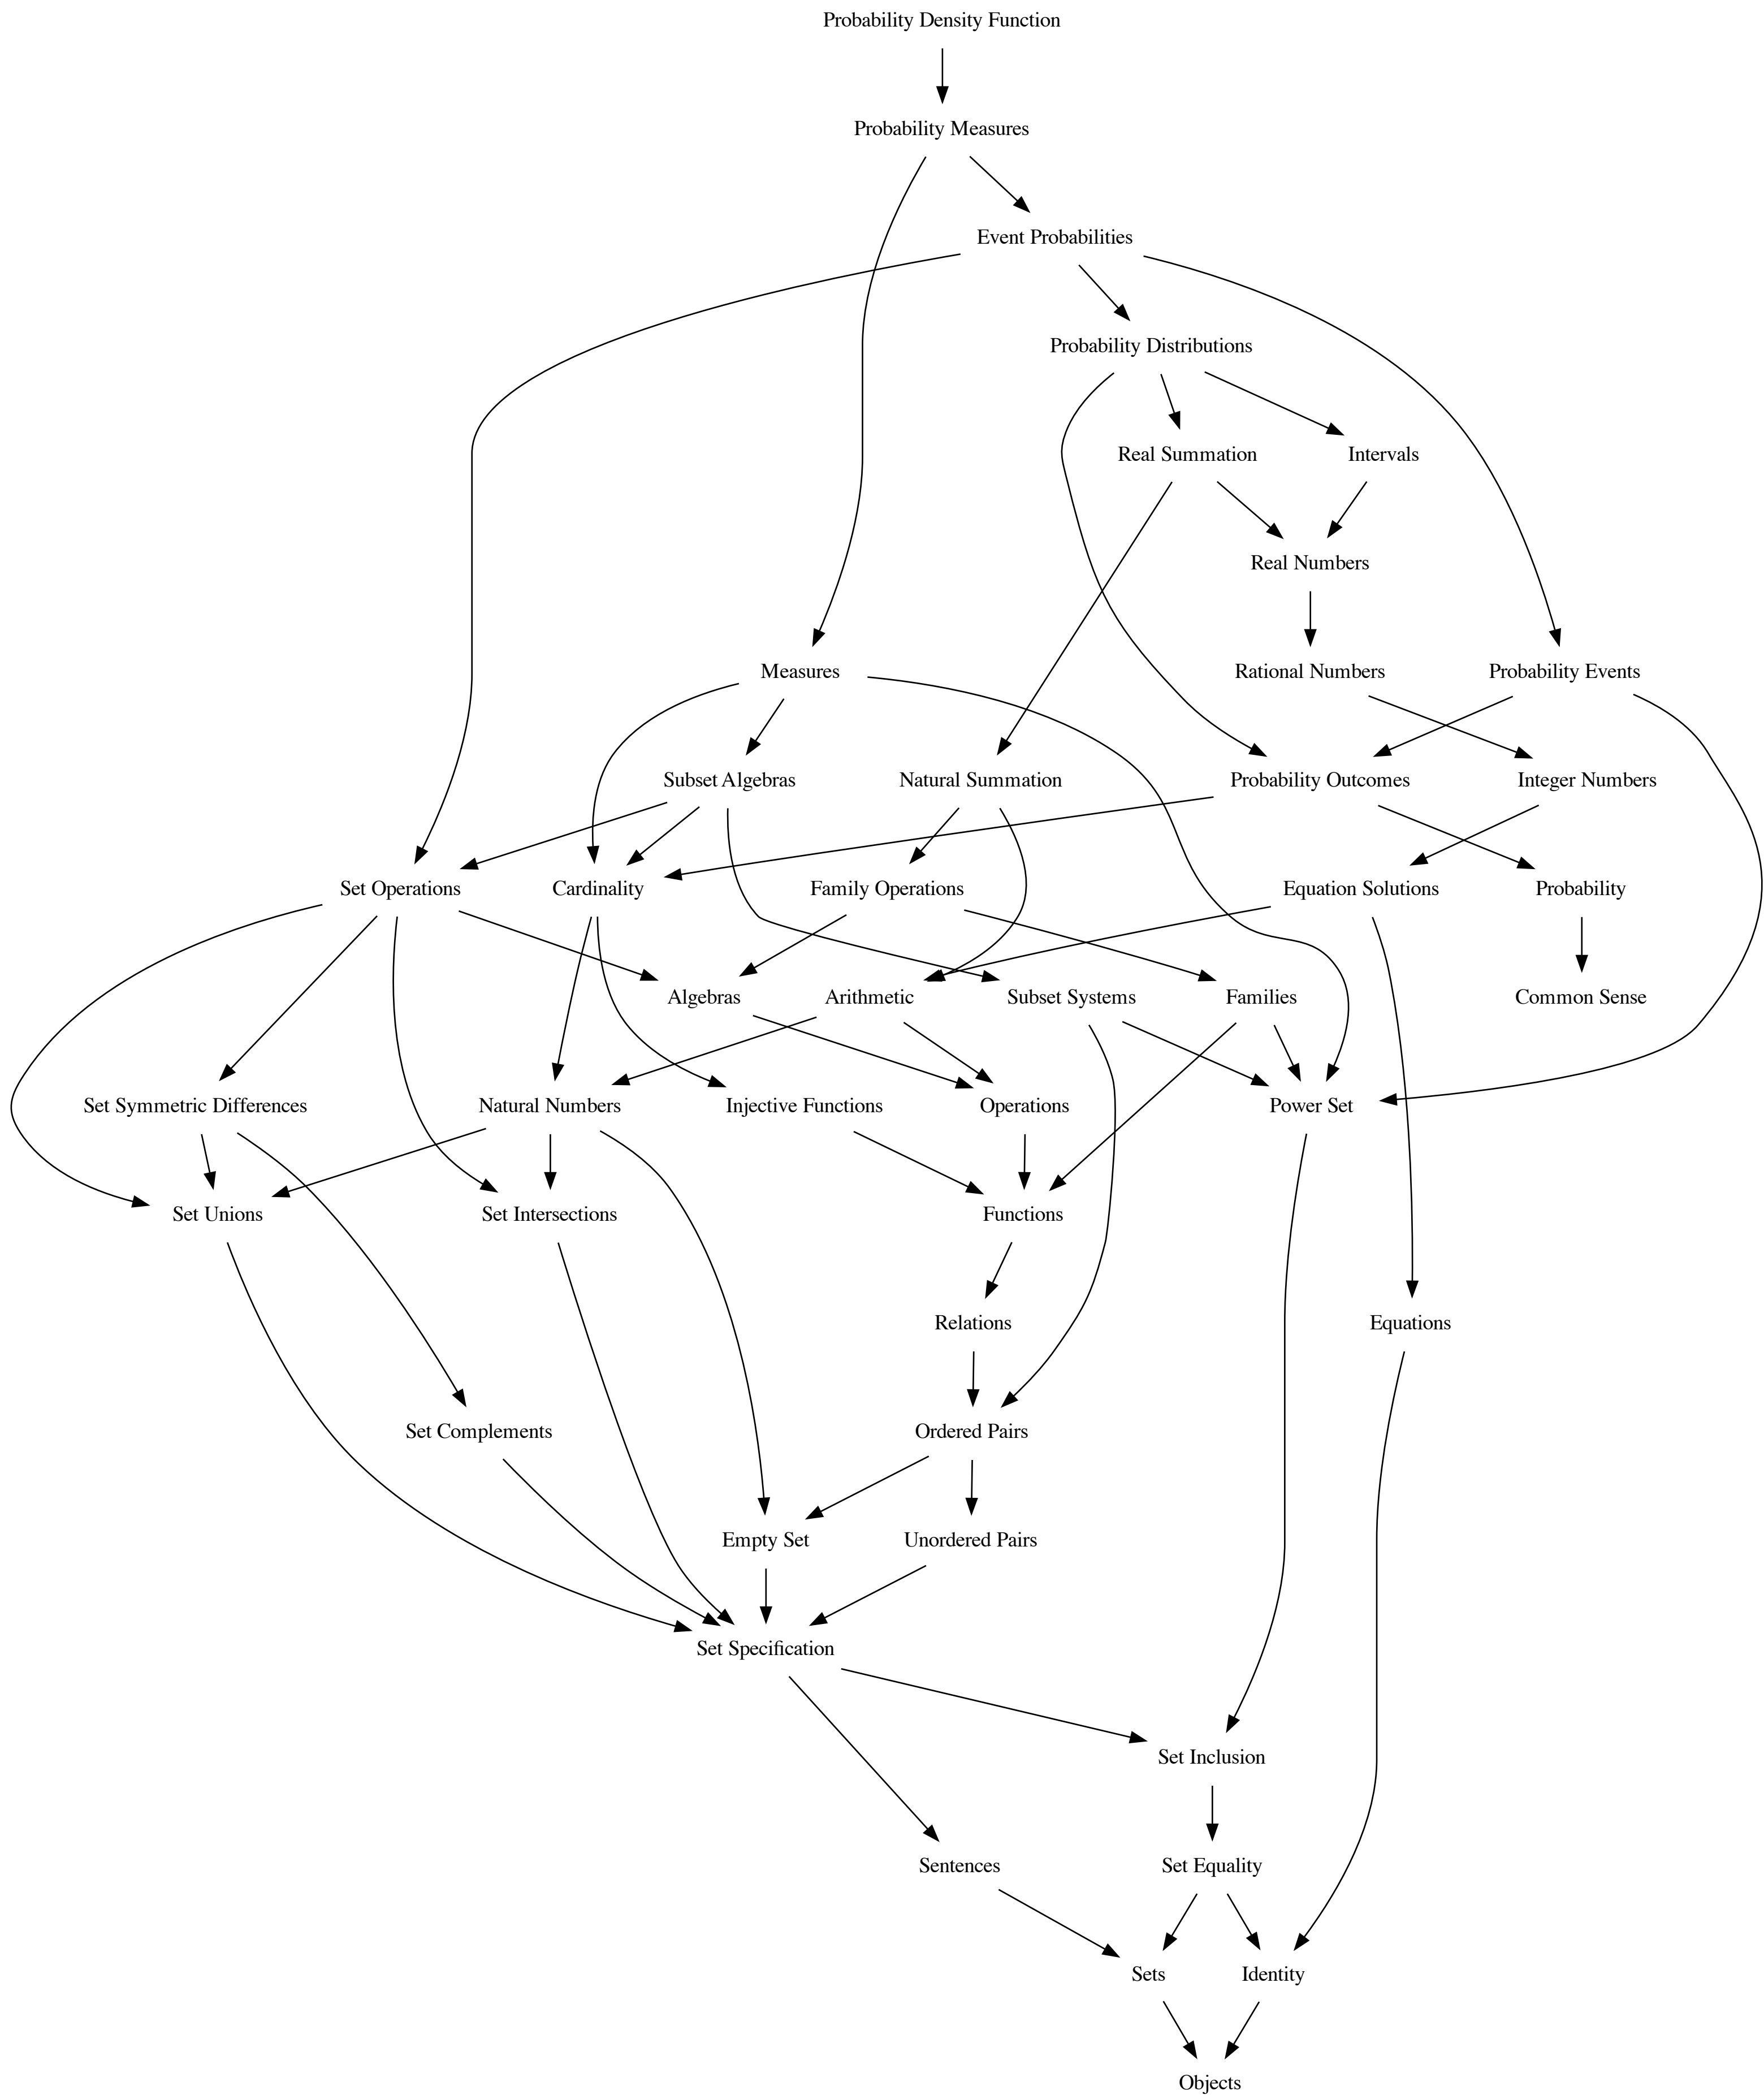 Probability Density Function
Probability Measures
Event Probabilities
Probability Distributions
Real Summation
Intervals
Real Numbers
Measures
Rational Numbers
Probability Events
Subset Algebras
Natural Summation
Probability Outcomes
Integer Numbers
Set Operations
Cardinality
Family Operations
Equation Solutions
Probability
Algebras
Arithmetic
Subset Systems
Families
Common Sense
Set Symmetric Differences
Natural Numbers
Injective Functions
Operations
Power Set
Set Unions
Set Intersections
Functions
Relations
Equations
Set Complements
Ordered Pairs
Empty Set
Unordered Pairs
Set Specification
Set Inclusion
Sentences
Set Equality
Sets
Identity
Objects